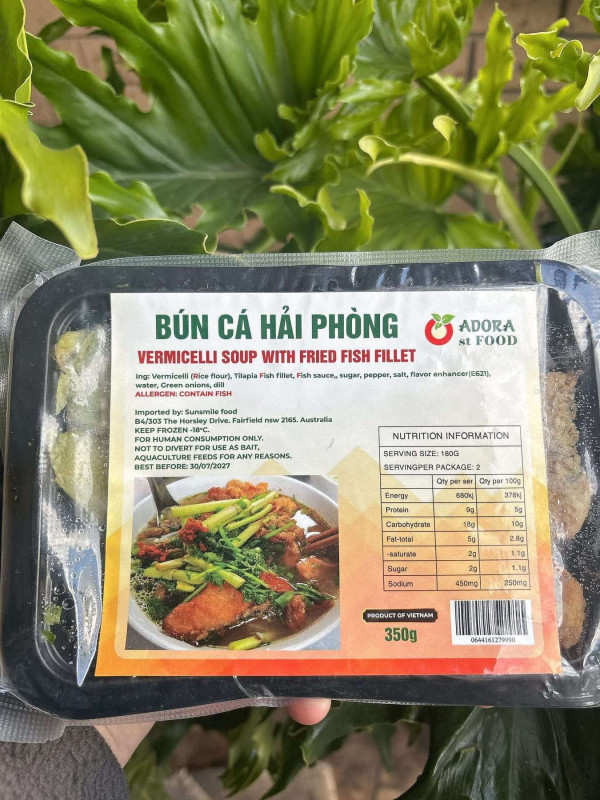 BÚN CÁ HẢI PHÒNG
VERMICELLI SOUP WITH FRIED FISH FILLET
ADORA
st FOOD
Ing: Vermicelli (Rice flour), Tilapia Fish fillet, Fish sauce,, sugar, pepper, salt, flavor enhancer(E621),
water, Green onions, dill
ALLERGEN: CONTAIN FISH
Imported by: Sunsmile food
B4/303 The Horsley Drive. Fairfield nsw 2165. Australia
KEEP FROZEN -18°C.
FOR HUMAN CONSUMPTION ONLY.
NOT TO DIVERT FOR USE AS BAIT,
AQUACULTURE FEEDS FOR ANY REASONS.
BEST BEFORE: 30/07/2027
NUTRITION INFORMATION
SERVING SIZE: 180G
SERVINGPER PACKAGE: 2
Qty per ser Qty per 100g
Energy 680kj 378kj
Protein 9g 5g
Carbohydrate 18g 10g
Fat-total 5g 2.8g
-saturate 2g 1.1g
Sugar 2g 1.1g
Sodium 450mg 250mg
PRODUCT OF VIETNAM
350g
0644161279990